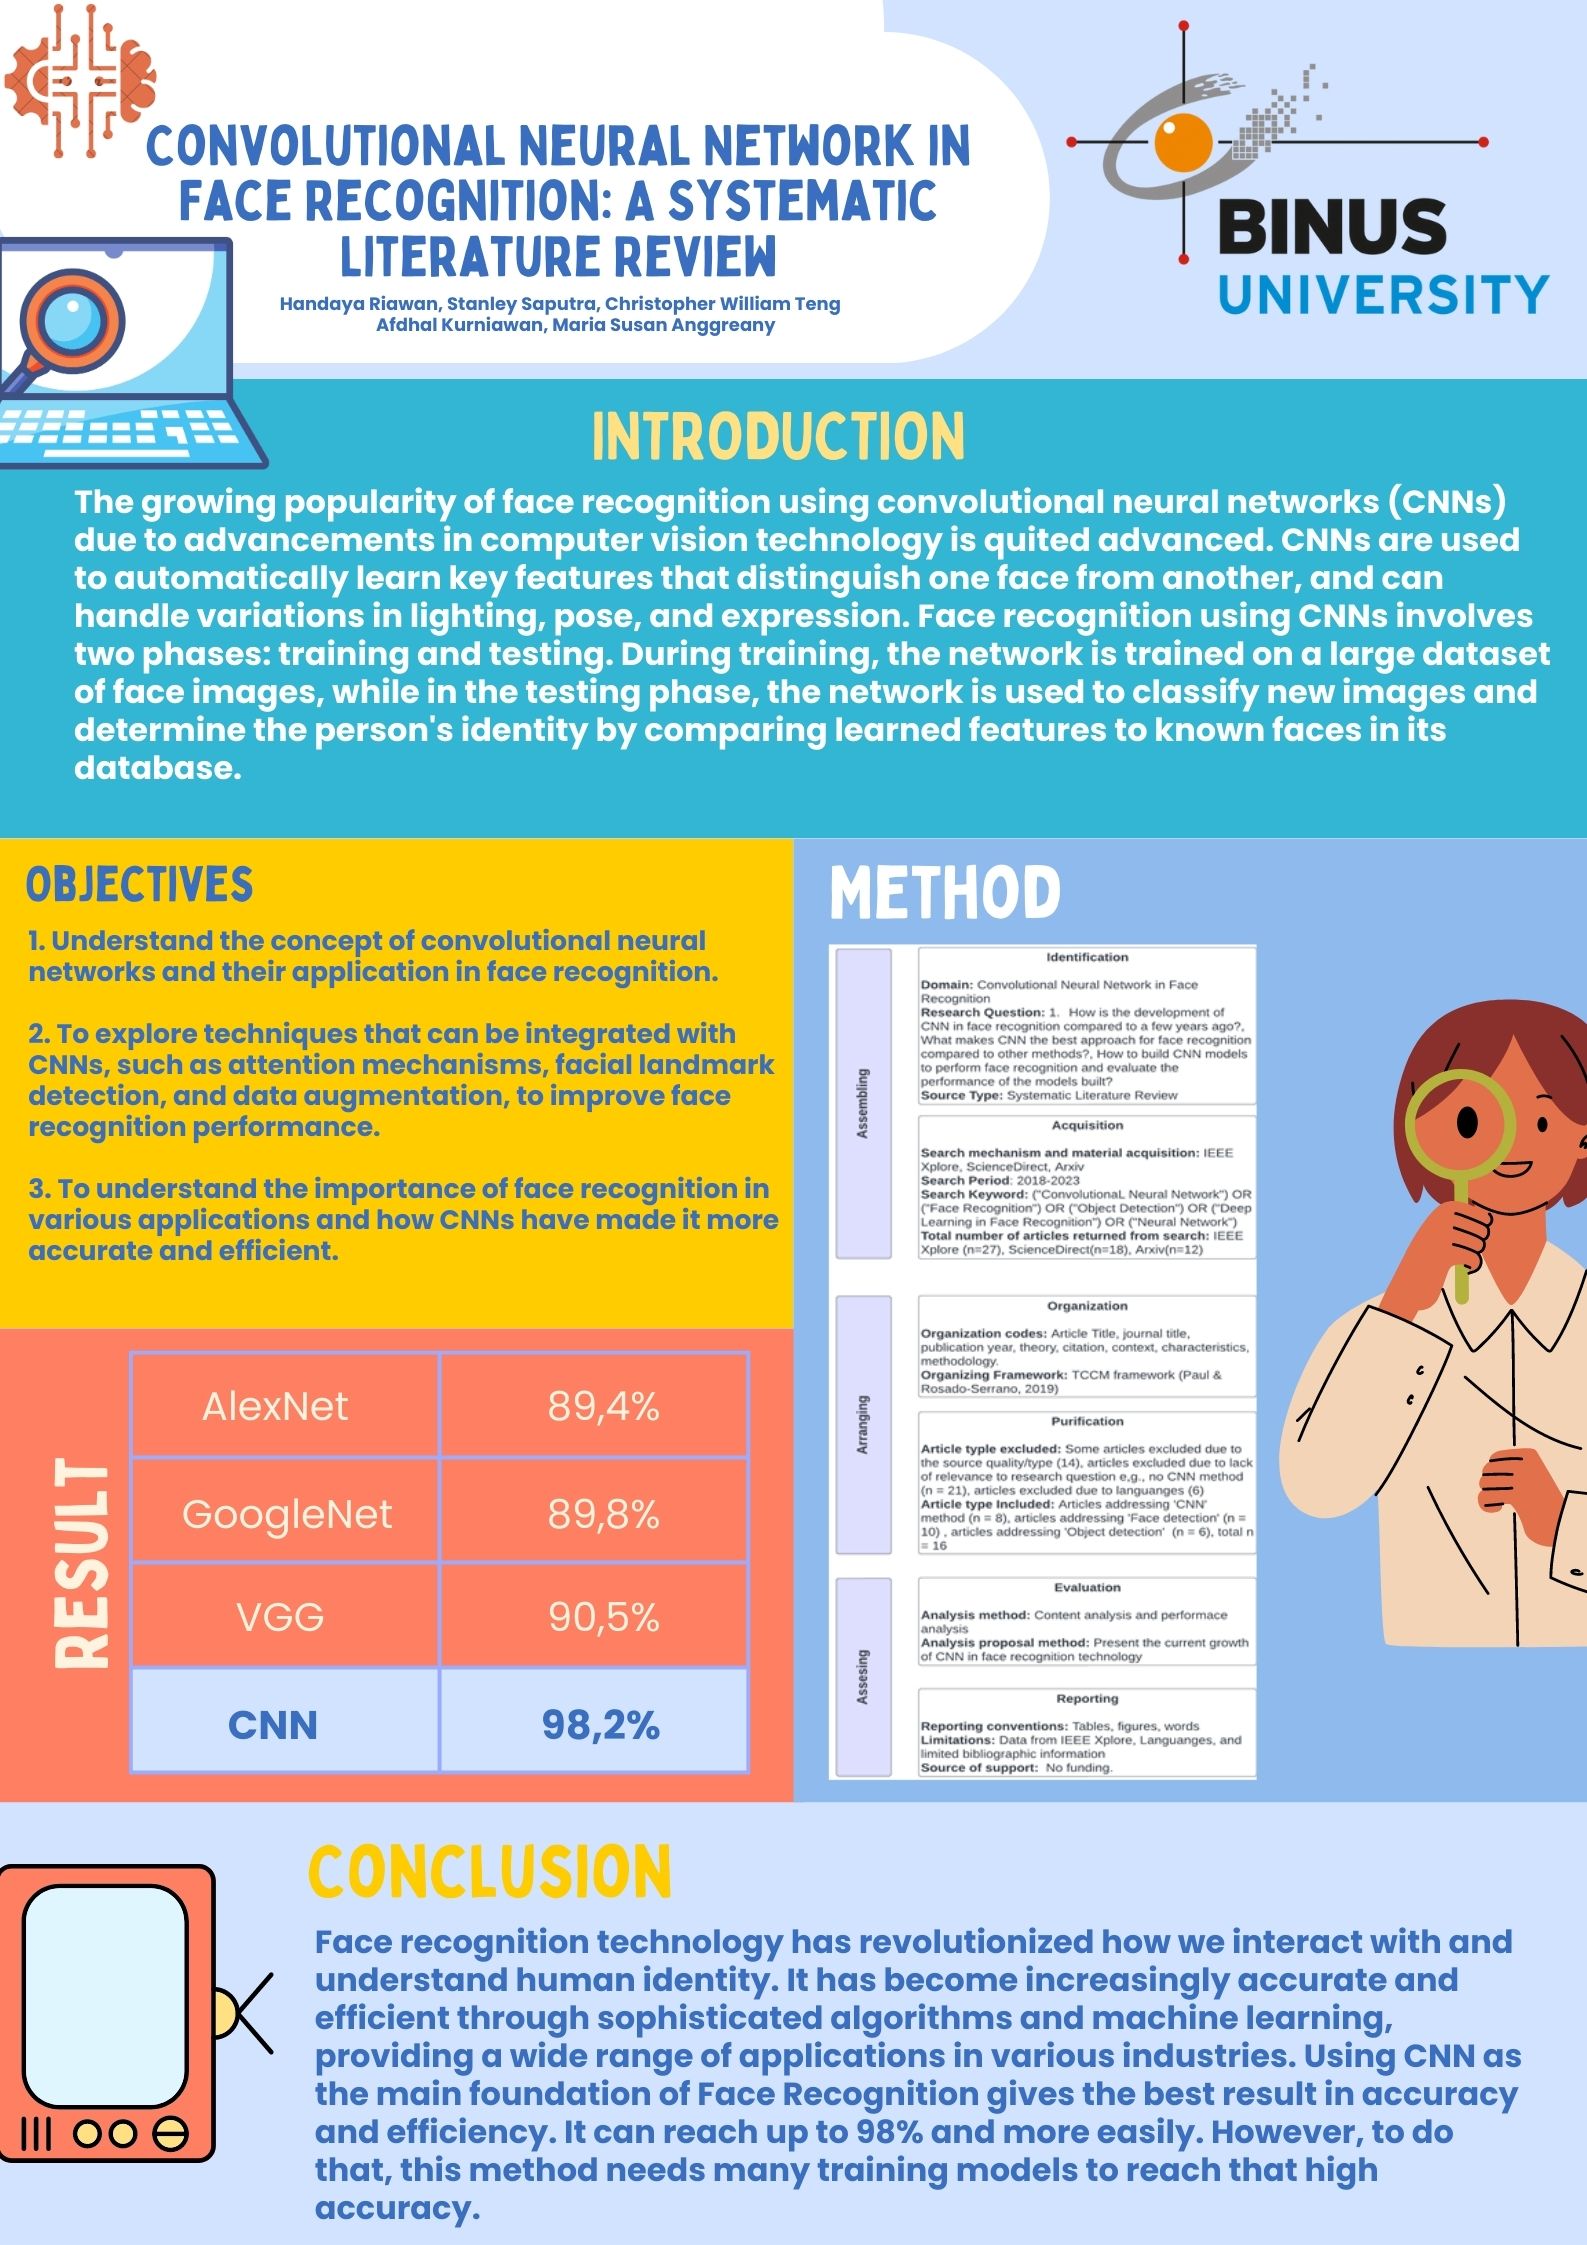 CONVOLUTIONAL NEURAL NETWORK IN
FACE RECOGNITION: A SYSTEMATIC
LITERATURE REVIEW
Handaya Riawan, Stanley Saputra, Christopher William Teng
Afdhal Kurniawan, Maria Susan Anggreany
BINUS
UNIVERSITY
INTRODUCTION
The growing popularity of face recognition using convolutional neural networks (CNNs)
due to advancements in computer vision technology is quited advanced. CNNs are used
to automatically learn key features that distinguish one face from another, and can
handle variations in lighting, pose, and expression. Face recognition using CNNs involves
two phases: training and testing. During training, the network is trained on a large dataset
of face images, while in the testing phase, the network is used to classify new images and
determine the person's identity by comparing learned features to known faces in its
database.
OBJECTIVES
1. Understand the concept of convolutional neural
networks and their application in face recognition.
2. To explore techniques that can be integrated with
CNNs, such as attention mechanisms, facial landmark
detection, and data augmentation, to improve face
recognition performance.
3. To understand the importance of face recognition in
various applications and how CNNs have made it more
accurate and efficient.
RESULT
AlexNet 89,4%
GoogleNet 89,8%
VGG 90,5%
CNN 98,2%
METHOD
Assembling
Identification
Domain: Convolutional Neural Network in Face
Recognition
Research Question: 1. How is the development of
CNN in face recognition compared to a few years ago?,
What makes CNN the best approach for face recognition
compared to other methods?, How to build CNN models
to perform face recognition and evaluate the
performance of the models built?
Source Type: Systematic Literature Review
Acquisition
Search mechanism and material acquisition: IEEE
Xplore, ScienceDirect, Arxiv
Search Period: 2018-2023
Search Keyword: ("ConvolutionaL Neural Network") OR
("Face Recognition") OR ("Object Detection") OR ("Deep
Learning in Face Recognition") OR ("Neural Network")
Total number of articles returned from search: IEEE
Xplore (n=27), ScienceDirect(n=18), Arxiv(n=12)
Arranging
Organization
Organization codes: Article Title, journal title,
publication year, theory, citation, context, characteristics,
methodology.
Organizing Framework: TCCM framework (Paul &
Rosado-Serrano, 2019)
Purification
Article typle excluded: Some articles excluded due to
the source quality/type (14), articles excluded due to lack
of relevance to research question e,g., no CNN method
(n = 21), articles excluded due to languanges (6)
Article type Included: Articles addressing 'CNN'
method (n = 8), articles addressing 'Face detection' (n =
10) , articles addressing 'Object detection' (n = 6), total n
= 16
Assesing
Evaluation
Analysis method: Content analysis and performace
analysis
Analysis proposal method: Present the current growth
of CNN in face recognition technology
Reporting
Reporting conventions: Tables, figures, words
Limitations: Data from IEEE Xplore, Languanges, and
limited bibliographic information
Source of support: No funding.
CONCLUSION
Face recognition technology has revolutionized how we interact with and
understand human identity. It has become increasingly accurate and
efficient through sophisticated algorithms and machine learning,
providing a wide range of applications in various industries. Using CNN as
the main foundation of Face Recognition gives the best result in accuracy
and efficiency. It can reach up to 98% and more easily. However, to do
that, this method needs many training models to reach that high
accuracy.